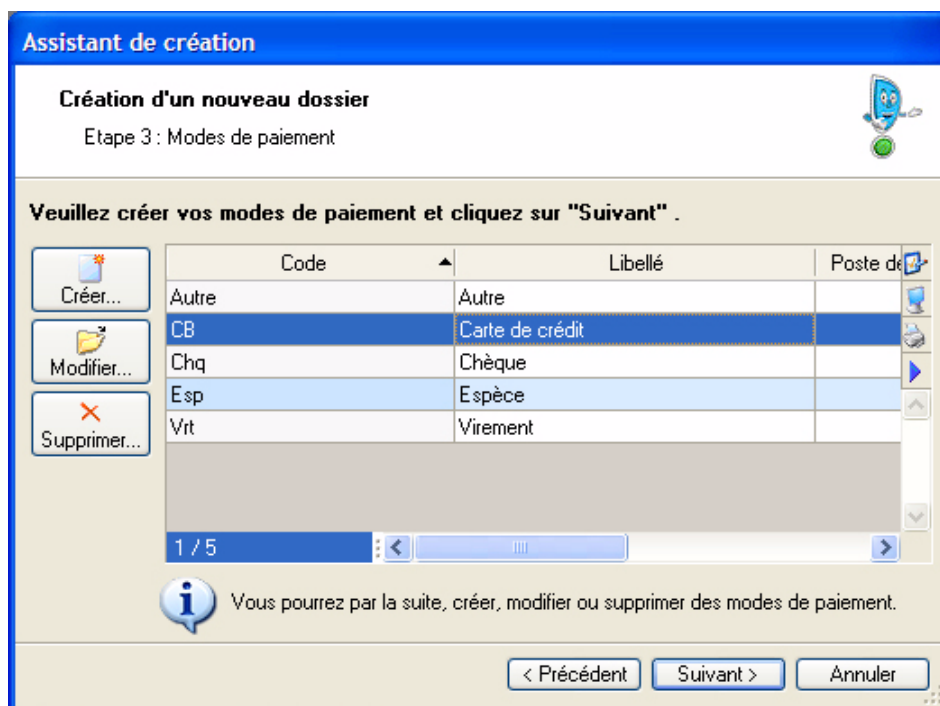 Assistant de création
Création d'un nouveau dossier
Etape 3 : Modes de paiement
Veuillez créer vos modes de paiement et cliquez sur "Suivant" .
Créer...
Modifier...
Supprimer...
Code Libellé Poste de
Autre Autre
CB Carte de crédit
Chq Chèque
Esp Espèce
Vrt Virement
1 / 5
Vous pourrez par la suite, créer, modifier ou supprimer des modes de paiement.
< Précédent Suivant > Annuler